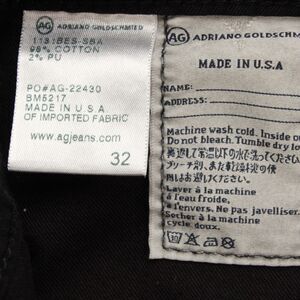 AG ADRIANO GOLDSCHMIED
113:BES-SBA
98% COTTON
2% PU
PO#AG-22430
BM5217
MADE IN U.S.A
OF IMPORTED FABRIC
www.agjeans.com
32
AG ADRIANO GOLDSCHMIED
MADE IN U.S.A
NAME:
ADDRESS:
Machine wash cold. Inside o
Do not bleach. Tumble dry lo
Laver à la machine
à l'eau froide,
à l'envers. Ne pas javelliser.
Sécher à la machine
cycle doux.